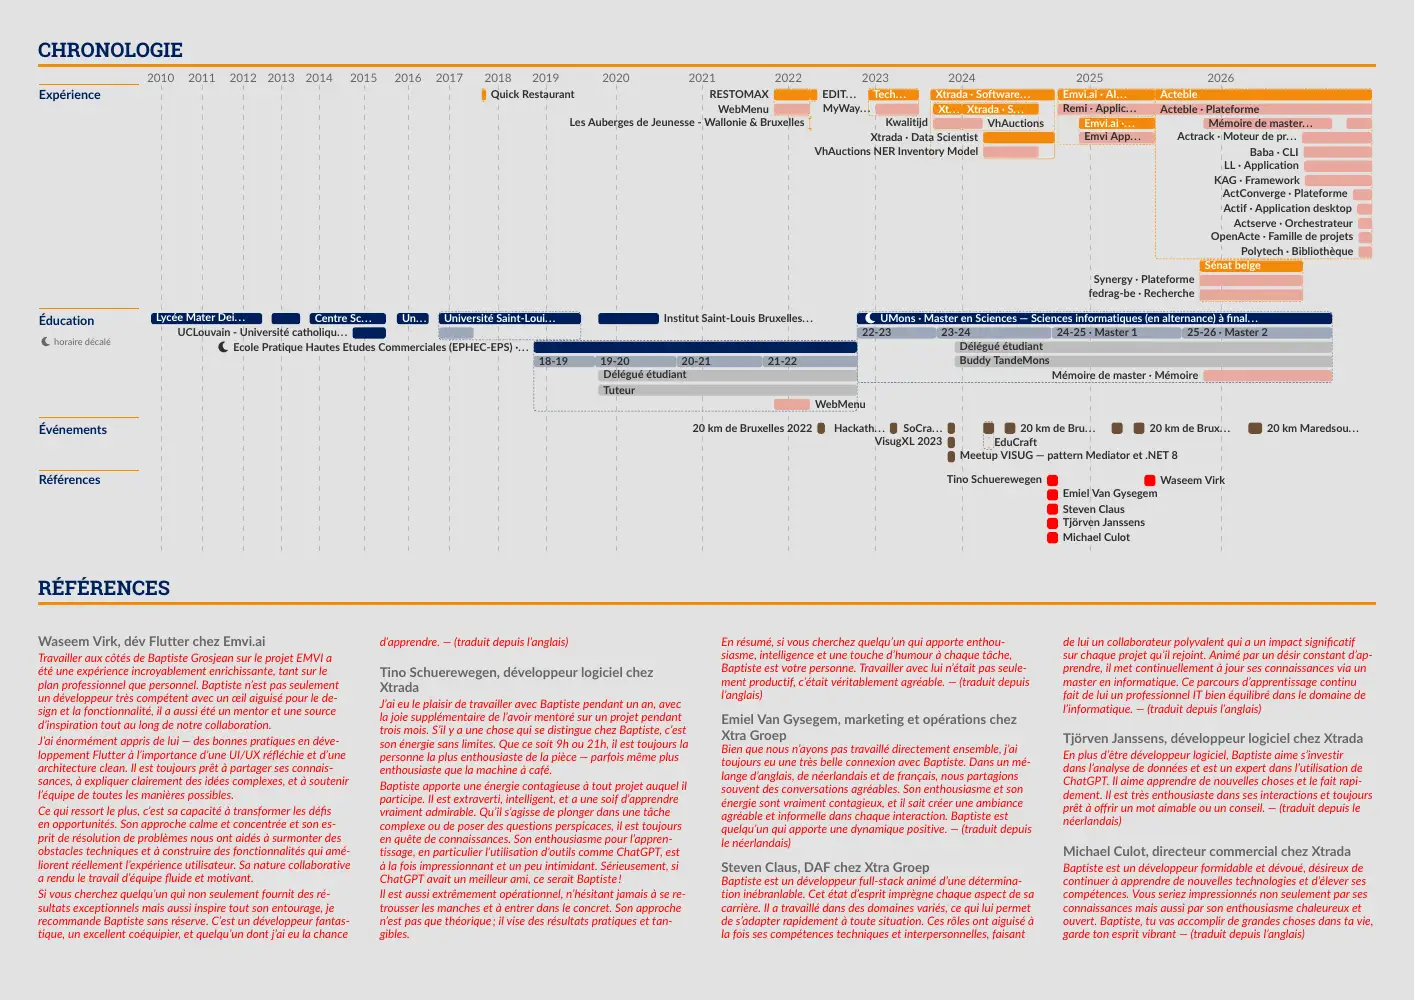 CHRONOLOGIE
2010 2011 2012 2013 2014 2015 2016 2017 2018 2019 2020 2021 2022 2023 2024 2025 2026
Expérience
Quick Restaurant
RESTOMAX
EDIT…
Tech…
Xtrada · Software…
Emvi.ai · AI…
Acteble
WebMenu
MyWay…
Xt…
Xtrada · S…
Remi · Applic…
Acteble · Plateforme
Les Auberges de Jeunesse - Wallonie & Bruxelles
Kwalitijd
VhAuctions
Emvi.ai ·…
Mémoire de master…
Xtrada · Data Scientist
Emvi App…
Actrack · Moteur de pr…
VhAuctions NER Inventory Model
Baba · CLI
LL · Application
KAG · Framework
ActConverge · Plateforme
Actif · Application desktop
Actserve · Orchestrateur
OpenActe · Famille de projets
Polytech · Bibliothèque
Sénat belge
Synergy · Plateforme
fedrag-be · Recherche
Éducation
Lycée Mater Dei…
Centre Sc…
Un…
Université Saint-Loui…
Institut Saint-Louis Bruxelles…
UMons · Master en Sciences — Sciences informatiques (en alternance) à final…
UCLouvain - Université catholiqu…
22-23
23-24
24-25 · Master 1
25-26 · Master 2
horaire décalé
Ecole Pratique Hautes Etudes Commerciales (EPHEC-EPS) ·…
Délégué étudiant
18-19
19-20
20-21
21-22
Buddy TandeMons
Délégué étudiant
Mémoire de master · Mémoire
Tuteur
WebMenu
Événements
20 km de Bruxelles 2022
Hackath…
SoCra…
20 km de Bru…
20 km de Brux…
20 km Maredsou…
VisugXL 2023
EduCraft
Meetup VISUG — pattern Mediator et .NET 8
Références
Tino Schuerewegen
Waseem Virk
Emiel Van Gysegem
Steven Claus
Tjörven Janssens
Michael Culot
RÉFÉRENCES
Waseem Virk, dév Flutter chez Emvi.ai
Travailler aux côtés de Baptiste Grosjean sur le projet EMVI a
été une expérience incroyablement enrichissante, tant sur le
plan professionnel que personnel. Baptiste n'est pas seulement
un développeur très compétent avec un œil aiguisé pour le de-
sign et la fonctionnalité, il a aussi été un mentor et une source
d'inspiration tout au long de notre collaboration.
J'ai énormément appris de lui — des bonnes pratiques en déve-
loppement Flutter à l'importance d'une UI/UX réfléchie et d'une
architecture clean. Il est toujours prêt à partager ses connais-
sances, à expliquer clairement des idées complexes, et à soutenir
l'équipe de toutes les manières possibles.
Ce qui ressort le plus, c'est sa capacité à transformer les défis
en opportunités. Son approche calme et concentrée et son es-
prit de résolution de problèmes nous ont aidés à surmonter des
obstacles techniques et à construire des fonctionnalités qui amé-
liorent réellement l'expérience utilisateur. Sa nature collaborative
a rendu le travail d'équipe fluide et motivant.
Si vous cherchez quelqu'un qui non seulement fournit des ré-
sultats exceptionnels mais aussi inspire tout son entourage, je
recommande Baptiste sans réserve. C'est un développeur fantas-
tique, un excellent coéquipier, et quelqu'un dont j'ai eu la chance
d'apprendre. — (traduit depuis l'anglais)
Tino Schuerewegen, développeur logiciel chez
Xtrada
J'ai eu le plaisir de travailler avec Baptiste pendant un an, avec
la joie supplémentaire de l'avoir mentoré sur un projet pendant
trois mois. S'il y a une chose qui se distingue chez Baptiste, c'est
son énergie sans limites. Que ce soit 9h ou 21h, il est toujours la
personne la plus enthousiaste de la pièce — parfois même plus
enthousiaste que la machine à café.
Baptiste apporte une énergie contagieuse à tout projet auquel il
participe. Il est extraverti, intelligent, et a une soif d'apprendre
vraiment admirable. Qu'il s'agisse de plonger dans une tâche
complexe ou de poser des questions perspicaces, il est toujours
en quête de connaissances. Son enthousiasme pour l'appren-
tissage, en particulier l'utilisation d'outils comme ChatGPT, est
à la fois impressionnant et un peu intimidant. Sérieusement, si
ChatGPT avait un meilleur ami, ce serait Baptiste !
Il est aussi extrêmement opérationnel, n'hésitant jamais à se re-
trousser les manches et à entrer dans le concret. Son approche
n'est pas que théorique ; il vise des résultats pratiques et tan-
gibles.
En résumé, si vous cherchez quelqu'un qui apporte enthou-
siasme, intelligence et une touche d'humour à chaque tâche,
Baptiste est votre personne. Travailler avec lui n'était pas seule-
ment productif, c'était véritablement agréable. — (traduit depuis
l'anglais)
Emiel Van Gysegem, marketing et opérations chez
Xtra Groep
Bien que nous n'ayons pas travaillé directement ensemble, j'ai
toujours eu une très belle connexion avec Baptiste. Dans un mé-
lange d'anglais, de néerlandais et de français, nous partagions
souvent des conversations agréables. Son enthousiasme et son
énergie sont vraiment contagieux, et il sait créer une ambiance
agréable et informelle dans chaque interaction. Baptiste est
quelqu'un qui apporte une dynamique positive. — (traduit depuis
le néerlandais)
Steven Claus, DAF chez Xtra Groep
Baptiste est un développeur full-stack animé d'une détermina-
tion inébranlable. Cet état d'esprit imprègne chaque aspect de sa
carrière. Il a travaillé dans des domaines variés, ce qui lui permet
de s'adapter rapidement à toute situation. Ces rôles ont aiguisé à
la fois ses compétences techniques et interpersonnelles, faisant
de lui un collaborateur polyvalent qui a un impact significatif
sur chaque projet qu'il rejoint. Animé par un désir constant d'ap-
prendre, il met continuellement à jour ses connaissances via un
master en informatique. Ce parcours d'apprentissage continu
fait de lui un professionnel IT bien équilibré dans le domaine de
l'informatique. — (traduit depuis l'anglais)
Tjörven Janssens, développeur logiciel chez Xtrada
En plus d'être développeur logiciel, Baptiste aime s'investir
dans l'analyse de données et est un expert dans l'utilisation de
ChatGPT. Il aime apprendre de nouvelles choses et le fait rapi-
dement. Il est très enthousiaste dans ses interactions et toujours
prêt à offrir un mot aimable ou un conseil. — (traduit depuis le
néerlandais)
Michael Culot, directeur commercial chez Xtrada
Baptiste est un développeur formidable et dévoué, désireux de
continuer à apprendre de nouvelles technologies et d'élever ses
compétences. Vous seriez impressionnés non seulement par ses
connaissances mais aussi par son enthousiasme chaleureux et
ouvert. Baptiste, tu vas accomplir de grandes choses dans ta vie,
garde ton esprit vibrant — (traduit depuis l'anglais)